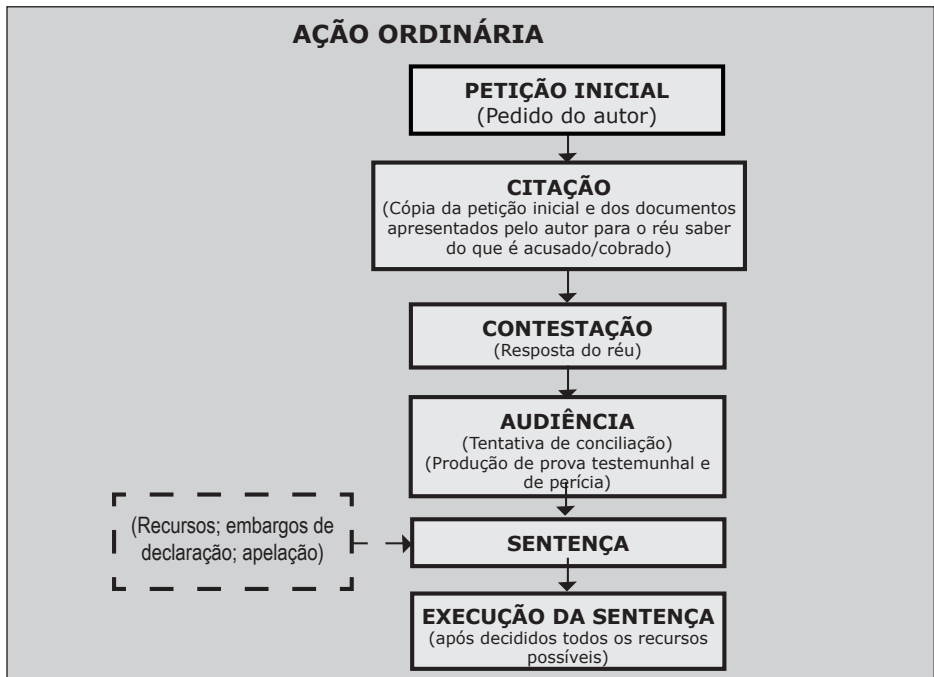 AÇÃO ORDINÁRIA
PETIÇÃO INICIAL
(Pedido do autor)
CITAÇÃO
(Cópia da petição inicial e dos documentos
apresentados pelo autor para o réu saber
do que é acusado/cobrado)
CONTESTAÇÃO
(Resposta do réu)
AUDIÊNCIA
(Tentativa de conciliação)
(Produção de prova testemunhal e
de perícia)
(Recursos; embargos de
declaração; apelação)
SENTENÇA
EXECUÇÃO DA SENTENÇA
(após decididos todos os recursos
possíveis)